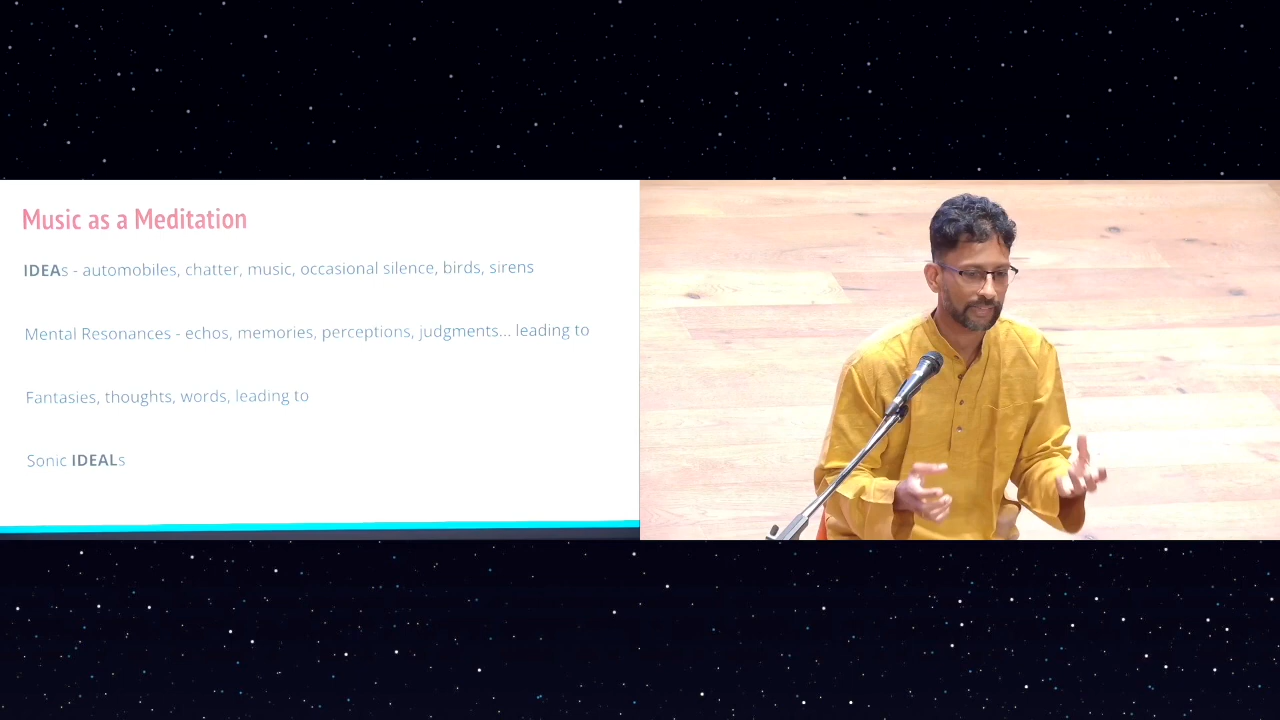 Music as a Meditation
IDEAs - automobiles, chatter, music, occasional silence, birds, sirens
Mental Resonances - echos, memories, perceptions, judgments... leading to
Fantasies, thoughts, words, leading to
Sonic IDEALs